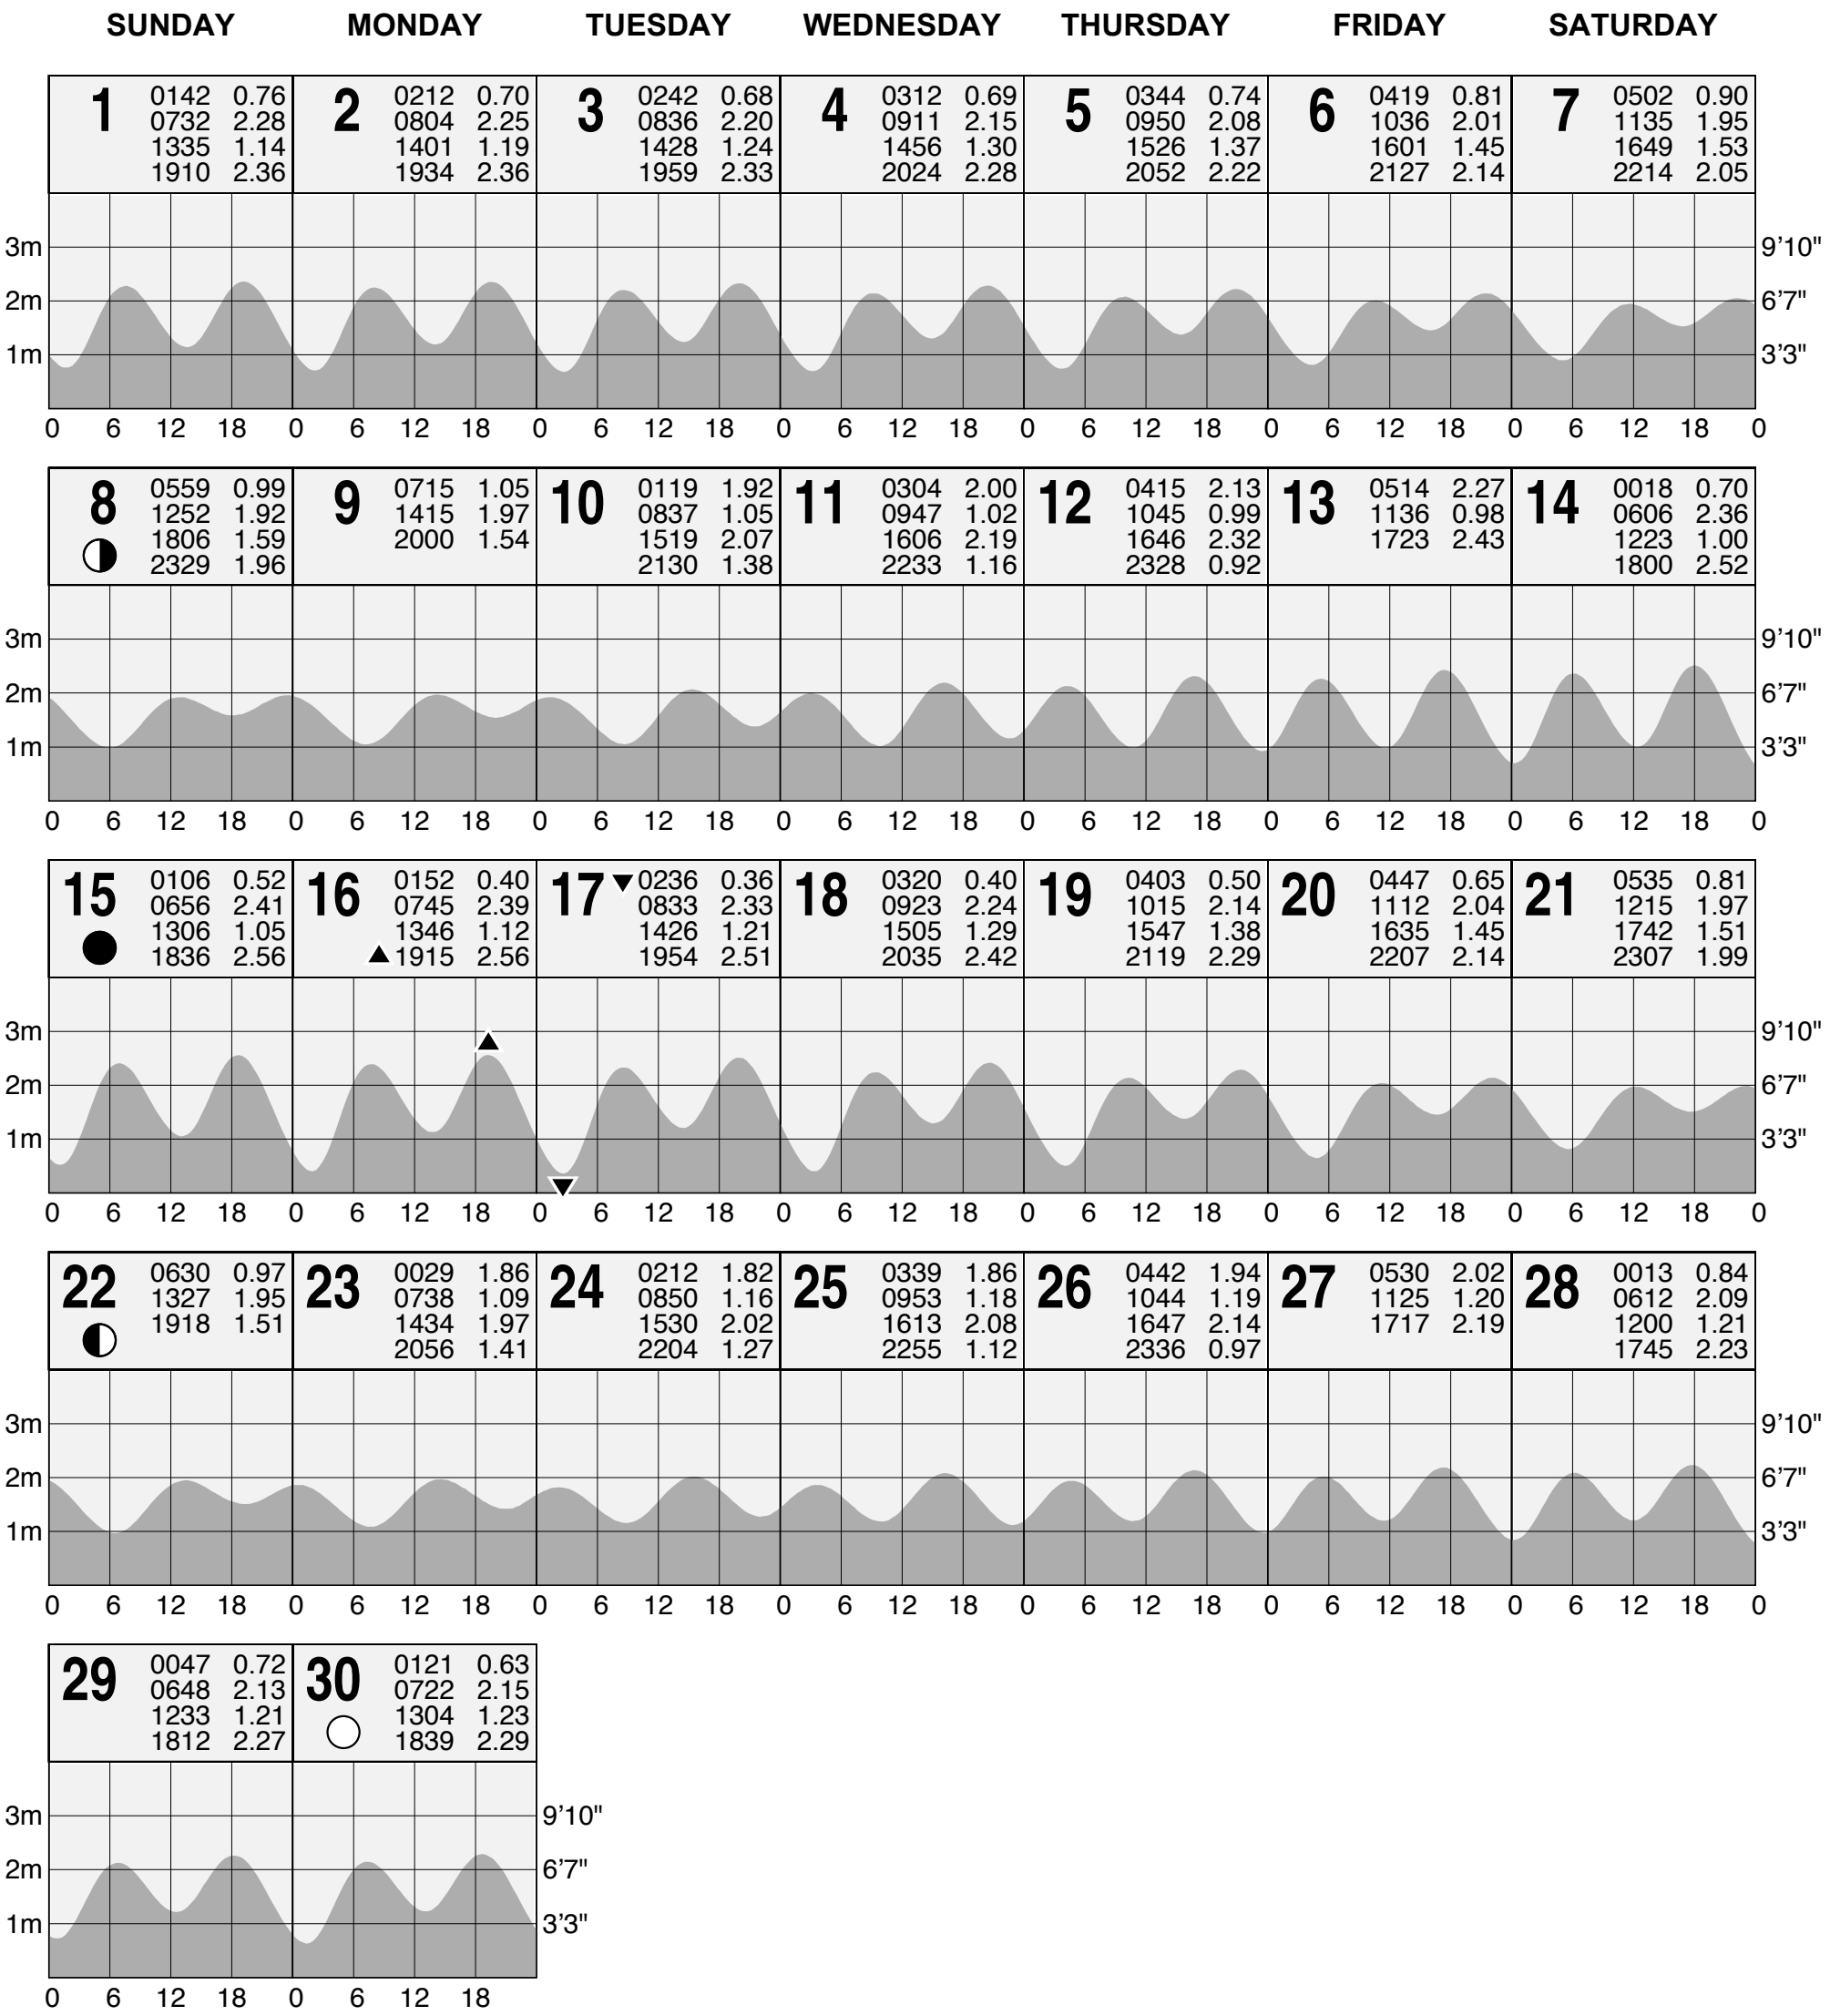 SUNDAY MONDAY TUESDAY WEDNESDAY THURSDAY FRIDAY SATURDAY
1 0142 0.76
0732 2.28
1335 1.14
1910 2.36
2 0212 0.70
0804 2.25
1401 1.19
1934 2.36
3 0242 0.68
0836 2.20
1428 1.24
1959 2.33
4 0312 0.69
0911 2.15
1456 1.30
2024 2.28
5 0344 0.74
0950 2.08
1526 1.37
2052 2.22
6 0419 0.81
1036 2.01
1601 1.45
2127 2.14
7 0502 0.90
1135 1.95
1649 1.53
2214 2.05
3m 9'10"
2m 6'7"
1m 3'3"
0 6 12 18 0 6 12 18 0 6 12 18 0 6 12 18 0 6 12 18 0 6 12 18 0 6 12 18 0
8 0559 0.99
1252 1.92
1806 1.59
2329 1.96
9 0715 1.05
1415 1.97
2000 1.54
10 0119 1.92
0837 1.05
1519 2.07
2130 1.38
11 0304 2.00
0947 1.02
1606 2.19
2233 1.16
12 0415 2.13
1045 0.99
1646 2.32
2328 0.92
13 0514 2.27
1136 0.98
1723 2.43
14 0018 0.70
0606 2.36
1223 1.00
1800 2.52
3m 9'10"
2m 6'7"
1m 3'3"
0 6 12 18 0 6 12 18 0 6 12 18 0 6 12 18 0 6 12 18 0 6 12 18 0 6 12 18 0
15 0106 0.52
0656 2.41
1306 1.05
1836 2.56
16 0152 0.40
0745 2.39
1346 1.12
1915 2.56
17 0236 0.36
0833 2.33
1426 1.21
1954 2.51
18 0320 0.40
0923 2.24
1505 1.29
2035 2.42
19 0403 0.50
1015 2.14
1547 1.38
2119 2.29
20 0447 0.65
1112 2.04
1635 1.45
2207 2.14
21 0535 0.81
1215 1.97
1742 1.51
2307 1.99
3m 9'10"
2m 6'7"
1m 3'3"
0 6 12 18 0 6 12 18 0 6 12 18 0 6 12 18 0 6 12 18 0 6 12 18 0 6 12 18 0
22 0630 0.97
1327 1.95
1918 1.51
23 0029 1.86
0738 1.09
1434 1.97
2056 1.41
24 0212 1.82
0850 1.16
1530 2.02
2204 1.27
25 0339 1.86
0953 1.18
1613 2.08
2255 1.12
26 0442 1.94
1044 1.19
1647 2.14
2336 0.97
27 0530 2.02
1125 1.20
1717 2.19
28 0013 0.84
0612 2.09
1200 1.21
1745 2.23
3m 9'10"
2m 6'7"
1m 3'3"
0 6 12 18 0 6 12 18 0 6 12 18 0 6 12 18 0 6 12 18 0 6 12 18 0 6 12 18 0
29 0047 0.72
0648 2.13
1233 1.21
1812 2.27
30 0121 0.63
0722 2.15
1304 1.23
1839 2.29
3m 9'10"
2m 6'7"
1m 3'3"
0 6 12 18 0 6 12 18